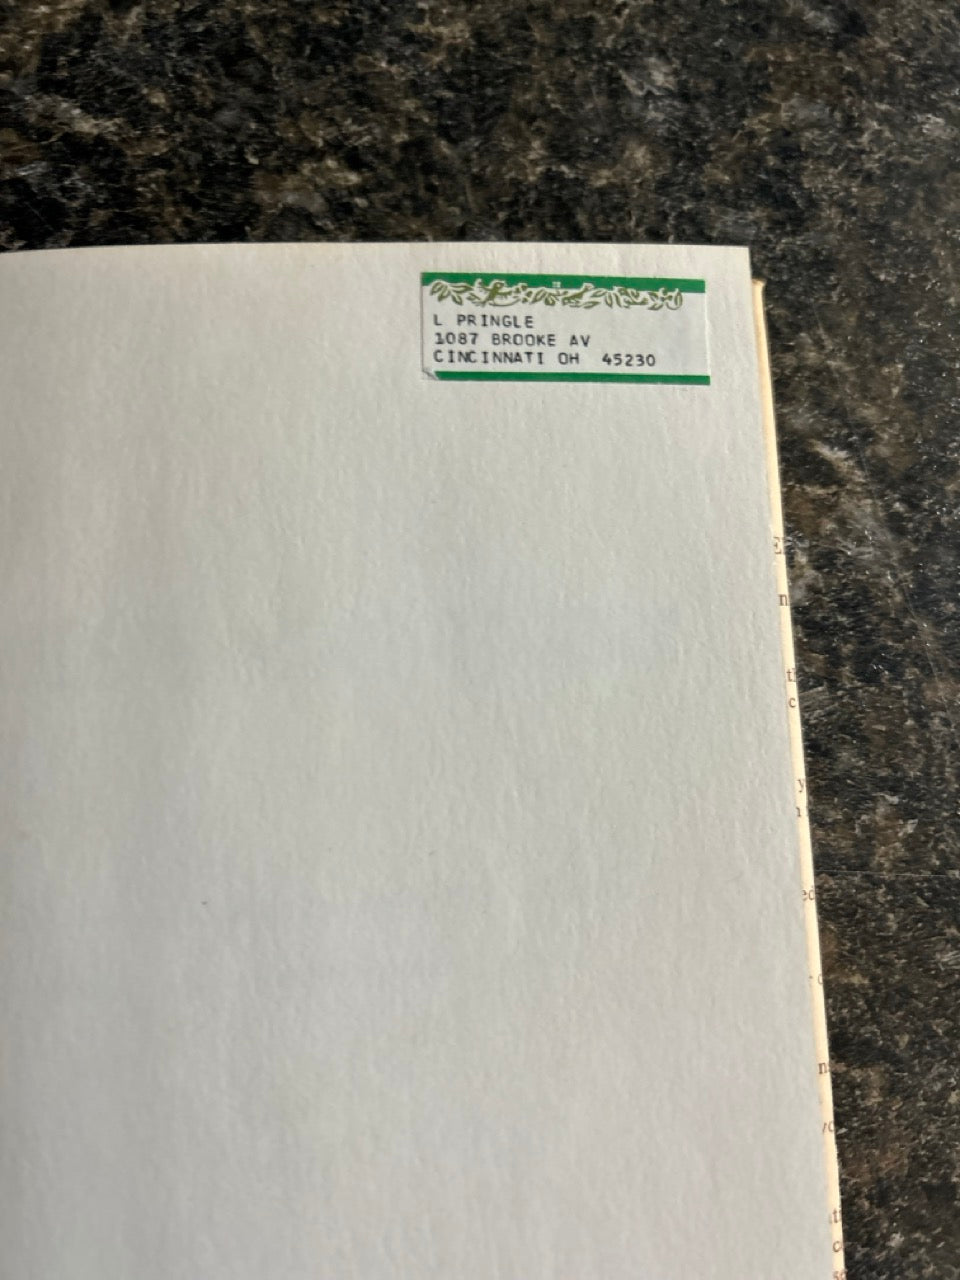 L PRINGLE
1087 BROOKE AV
CINCINNATI OH 45230